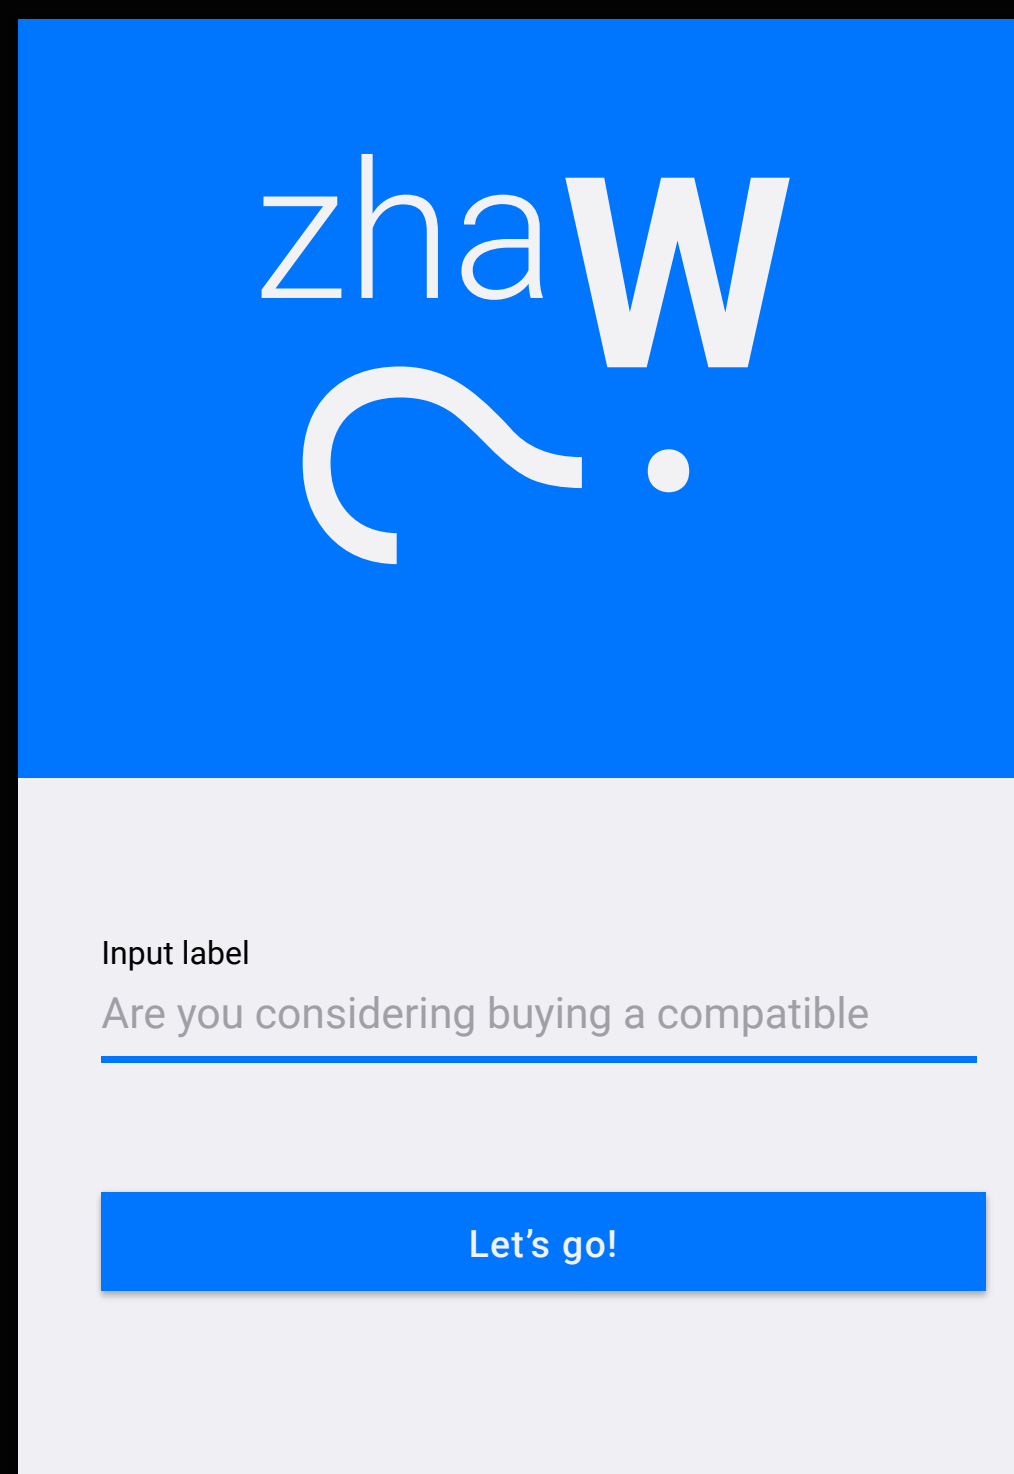 zhaw
?
Input label
Are you considering buying a compatible
Let’s go!